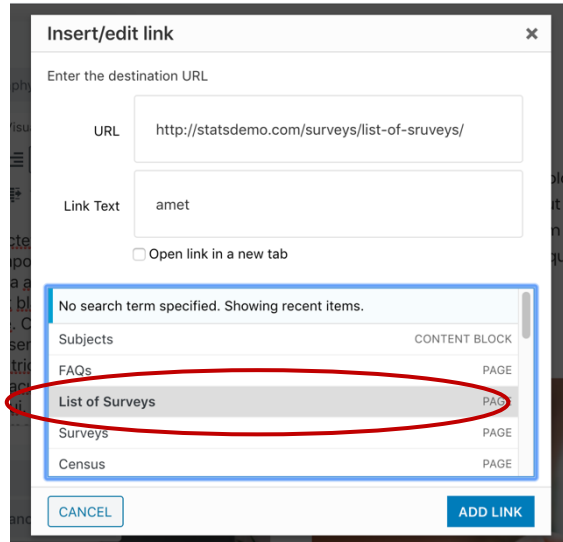 Insert/edit link
Enter the destination URL
URL http://statsdemo.com/surveys/list-of-sruveys/
Link Text amet
Open link in a new tab
No search term specified. Showing recent items.
Subjects CONTENT BLOCK
FAQs PAGE
List of Surveys PAGE
Surveys PAGE
Census PAGE
CANCEL ADD LINK